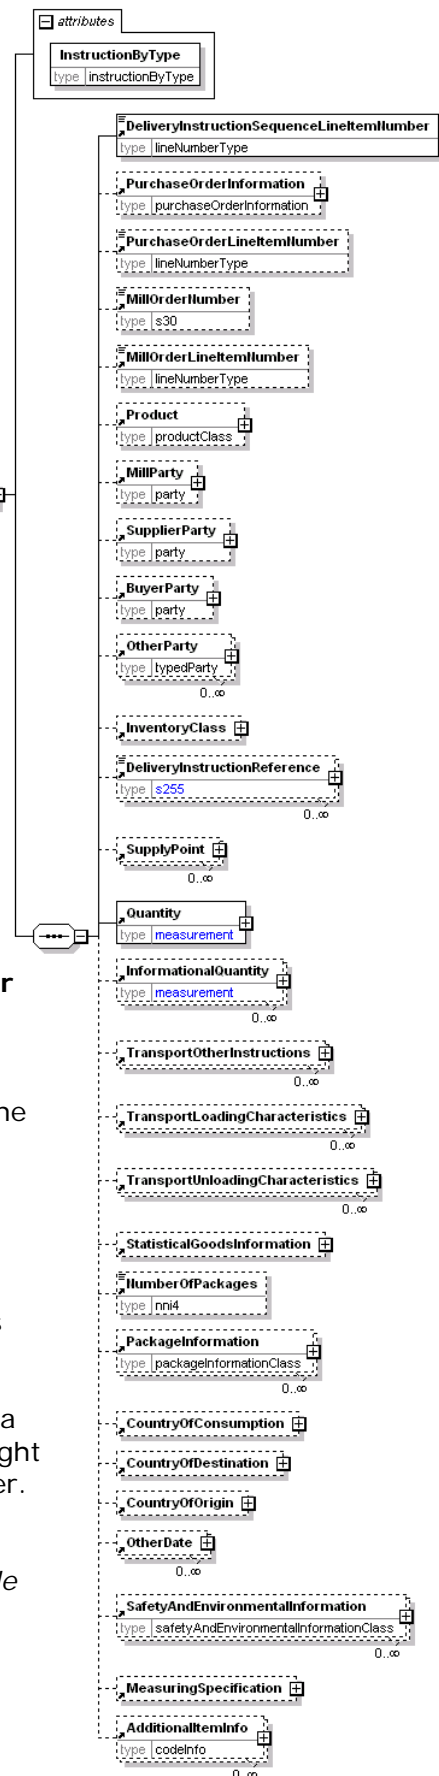 attributes
InstructionByType
type instructionByType
DeliveryInstructionSequenceLineItemNumber
type lineNumberType
PurchaseOrderInformation
type purchaseOrderInformation
PurchaseOrderLineItemNumber
type lineNumberType
MillOrderNumber
type s30
MillOrderLineItemNumber
type lineNumberType
Product
type productClass
MillParty
type party
SupplierParty
type party
BuyerParty
type party
OtherParty
type typedParty
0..∞
InventoryClass
DeliveryInstructionReference
type s255
0..∞
SupplyPoint
0..∞
Quantity
type measurement
r
InformationalQuantity
type measurement
0..∞
TransportOtherInstructions
0..∞
ne
TransportLoadingCharacteristics
0..∞
TransportUnloadingCharacteristics
0..∞
StatisticalGoodsInformation
NumberOfPackages
type nni4
s
PackageInformation
type packageInformationClass
0..∞
a
CountryOfConsumption
ght
CountryOfDestination
er.
CountryOfOrigin
OtherDate
0..∞
le
SafetyAndEnvironmentalInformation
type safetyAndEnvironmentalInformationClass
0..∞
MeasuringSpecification
AdditionalItemInfo
type codeInfo
0..∞